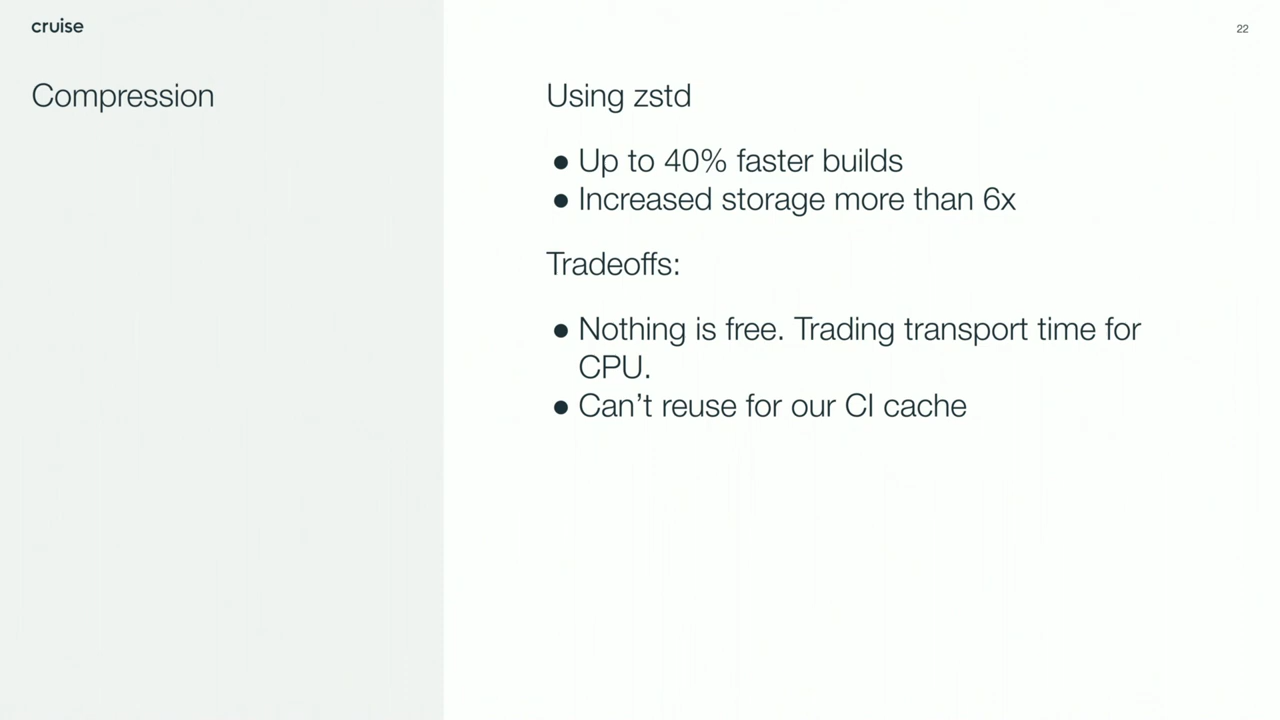 cruise
22
Compression
Using zstd
● Up to 40% faster builds
● Increased storage more than 6x
Tradeoffs:
● Nothing is free. Trading transport time for
CPU.
● Can’t reuse for our CI cache